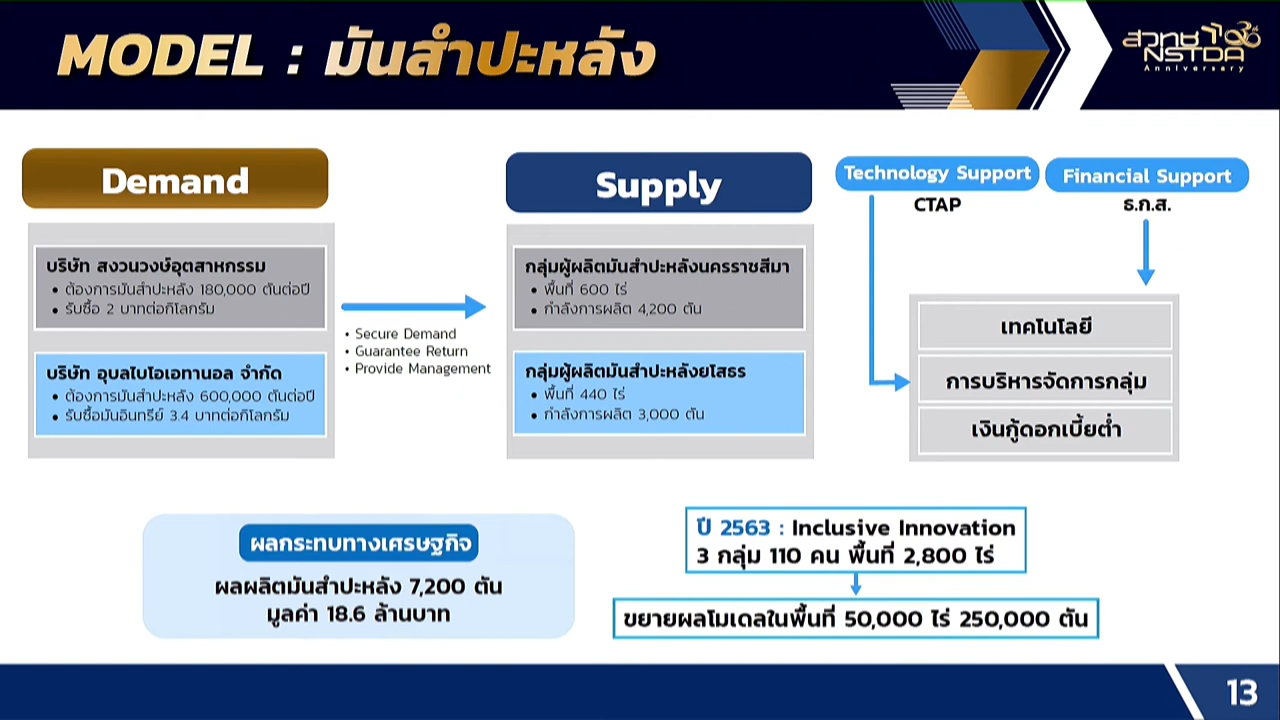 MODEL : มันสำปะหลัง
สวทช
NSTDA
Anniversary
Demand
บริษัท สงวนวงษ์อุตสาหกรรม
• ต้องการมันสำปะหลัง 180,000 ตันต่อปี
• รับซื้อ 2 บาทต่อกิโลกรัม
บริษัท อุบลไบโอเอทานอล จำกัด
• ต้องการมันสำปะหลัง 600,000 ตันต่อปี
• รับซื้อมันอินทรีย์ 3.4 บาทต่อกิโลกรัม
• Secure Demand
• Guarantee Return
• Provide Management
Supply
กลุ่มผู้ผลิตมันสำปะหลังนครราชสีมา
• พื้นที่ 600 ไร่
• กำลังการผลิต 4,200 ตัน
กลุ่มผู้ผลิตมันสำปะหลังยโสธร
• พื้นที่ 440 ไร่
• กำลังการผลิต 3,000 ตัน
Technology Support
CTAP
Financial Support
ธ.ก.ส.
เทคโนโลยี
การบริหารจัดการกลุ่ม
เงินกู้ดอกเบี้ยต่ำ
ผลกระทบทางเศรษฐกิจ
ผลผลิตมันสำปะหลัง 7,200 ตัน
มูลค่า 18.6 ล้านบาท
ปี 2563 : Inclusive Innovation
3 กลุ่ม 110 คน พื้นที่ 2,800 ไร่
ขยายผลโมเดลในพื้นที่ 50,000 ไร่ 250,000 ตัน
13